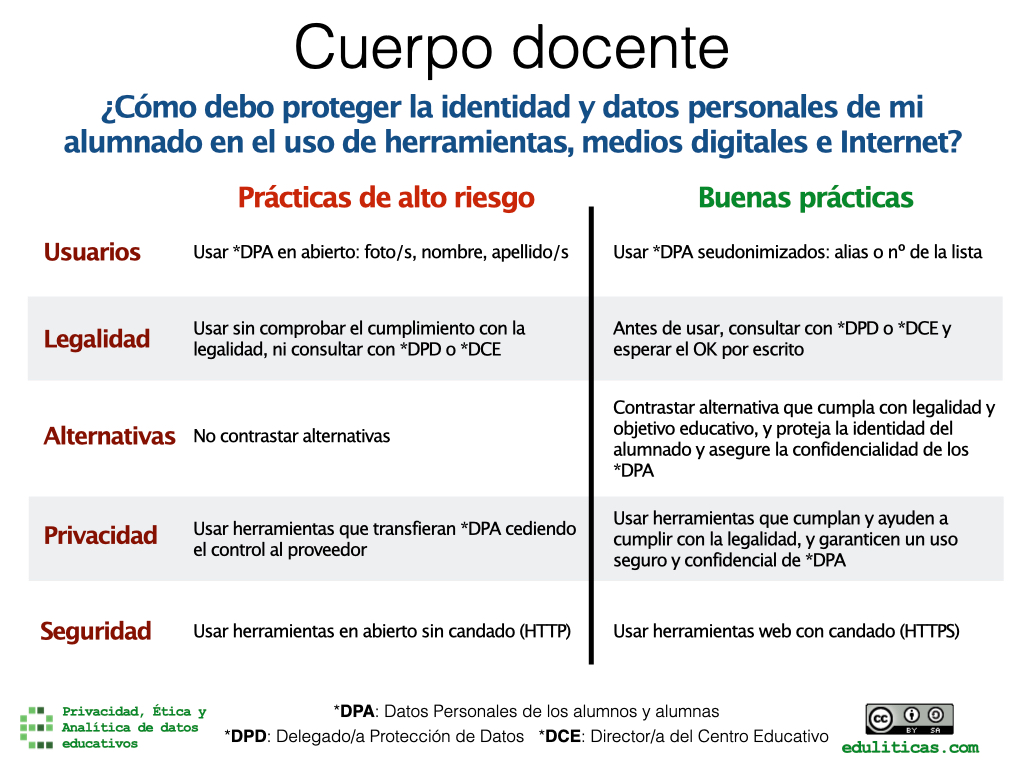 Cuerpo docente
¿Cómo debo proteger la identidad y datos personales de mi
alumnado en el uso de herramientas, medios digitales e Internet?
Prácticas de alto riesgo
Buenas prácticas
Usuarios
Usar *DPA en abierto: foto/s, nombre, apellido/s
Usar *DPA seudonimizados: alias o nº de la lista
Legalidad
Usar sin comprobar el cumplimiento con la
legalidad, ni consultar con *DPD o *DCE
Antes de usar, consultar con *DPD o *DCE y
esperar el OK por escrito
Alternativas
No contrastar alternativas
Contrastar alternativa que cumpla con legalidad y
objetivo educativo, y proteja la identidad del
alumnado y asegure la confidencialidad de los
*DPA
Privacidad
Usar herramientas que transfieran *DPA cediendo
el control al proveedor
Usar herramientas que cumplan y ayuden a
cumplir con la legalidad, y garanticen un uso
seguro y confidencial de *DPA
Seguridad
Usar herramientas en abierto sin candado (HTTP)
Usar herramientas web con candado (HTTPS)
Privacidad, Ética y
Analítica de datos
educativos
*DPA: Datos Personales de los alumnos y alumnas
*DPD: Delegado/a Protección de Datos *DCE: Director/a del Centro Educativo
cc
BY SA
eduliticas.com